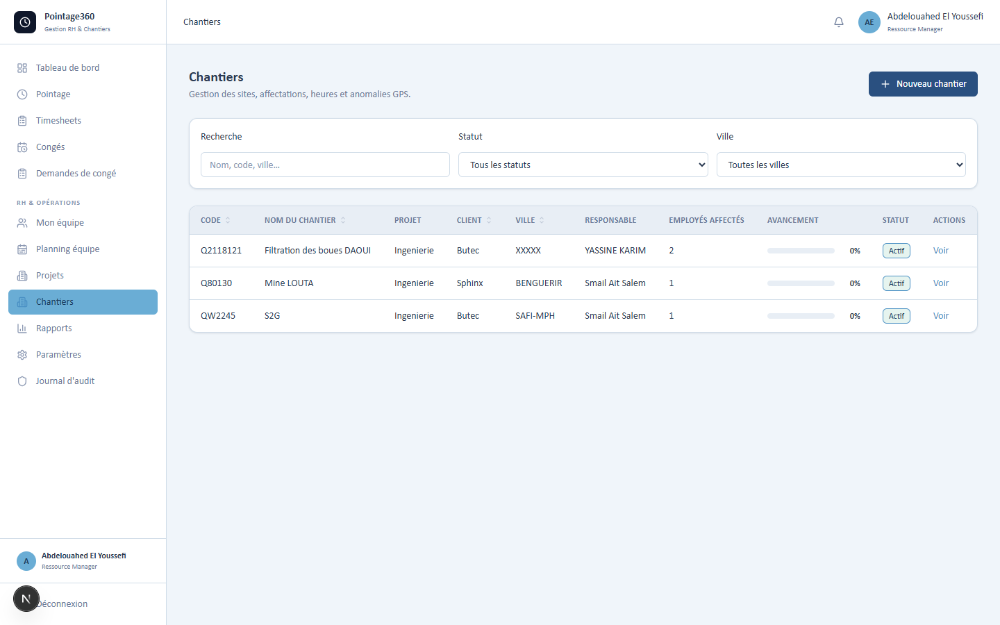 Pointage360
Gestion RH & Chantiers
Chantiers
AE
Abdelouahed El Youssefi
Ressource Manager
Tableau de bord
Pointage
Timesheets
Congés
Demandes de congé
RH & OPÉRATIONS
Mon équipe
Planning équipe
Projets
Chantiers
Rapports
Paramètres
Journal d'audit
A
Abdelouahed El Youssefi
Ressource Manager
N
Déconnexion
Chantiers
Gestion des sites, affectations, heures et anomalies GPS.
Nouveau chantier
Recherche Statut Ville
Nom, code, ville... Tous les statuts Toutes les villes
CODE NOM DU CHANTIER PROJET CLIENT VILLE RESPONSABLE EMPLOYÉS AFFECTÉS AVANCEMENT STATUT ACTIONS
Q2118121 Filtration des boues DAOUI Ingenierie Butec XXXXX YASSINE KARIM 2 0% Actif Voir
Q80130 Mine LOUTA Ingenierie Sphinx BENGUERIR Smail Ait Salem 1 0% Actif Voir
QW2245 S2G Ingenierie Butec SAFI-MPH Smail Ait Salem 1 0% Actif Voir